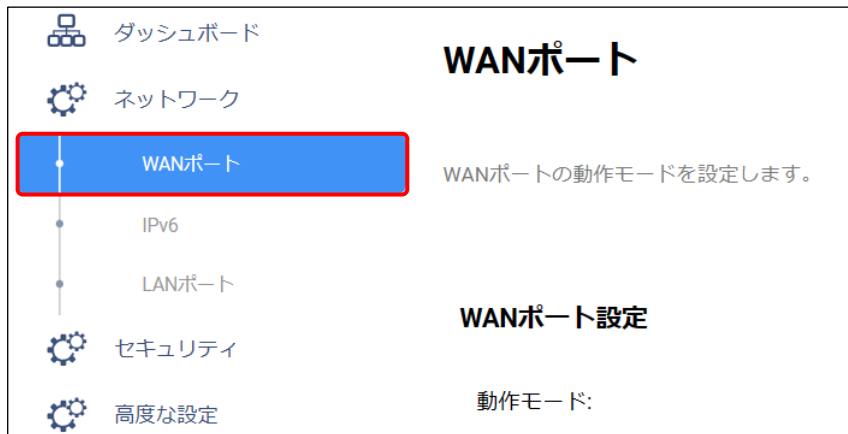 ダッシュボード
ネットワーク
WANポート
IPv6
LANポート
セキュリティ
高度な設定
WANポート
WANポートの動作モードを設定します。
WANポート設定
動作モード: